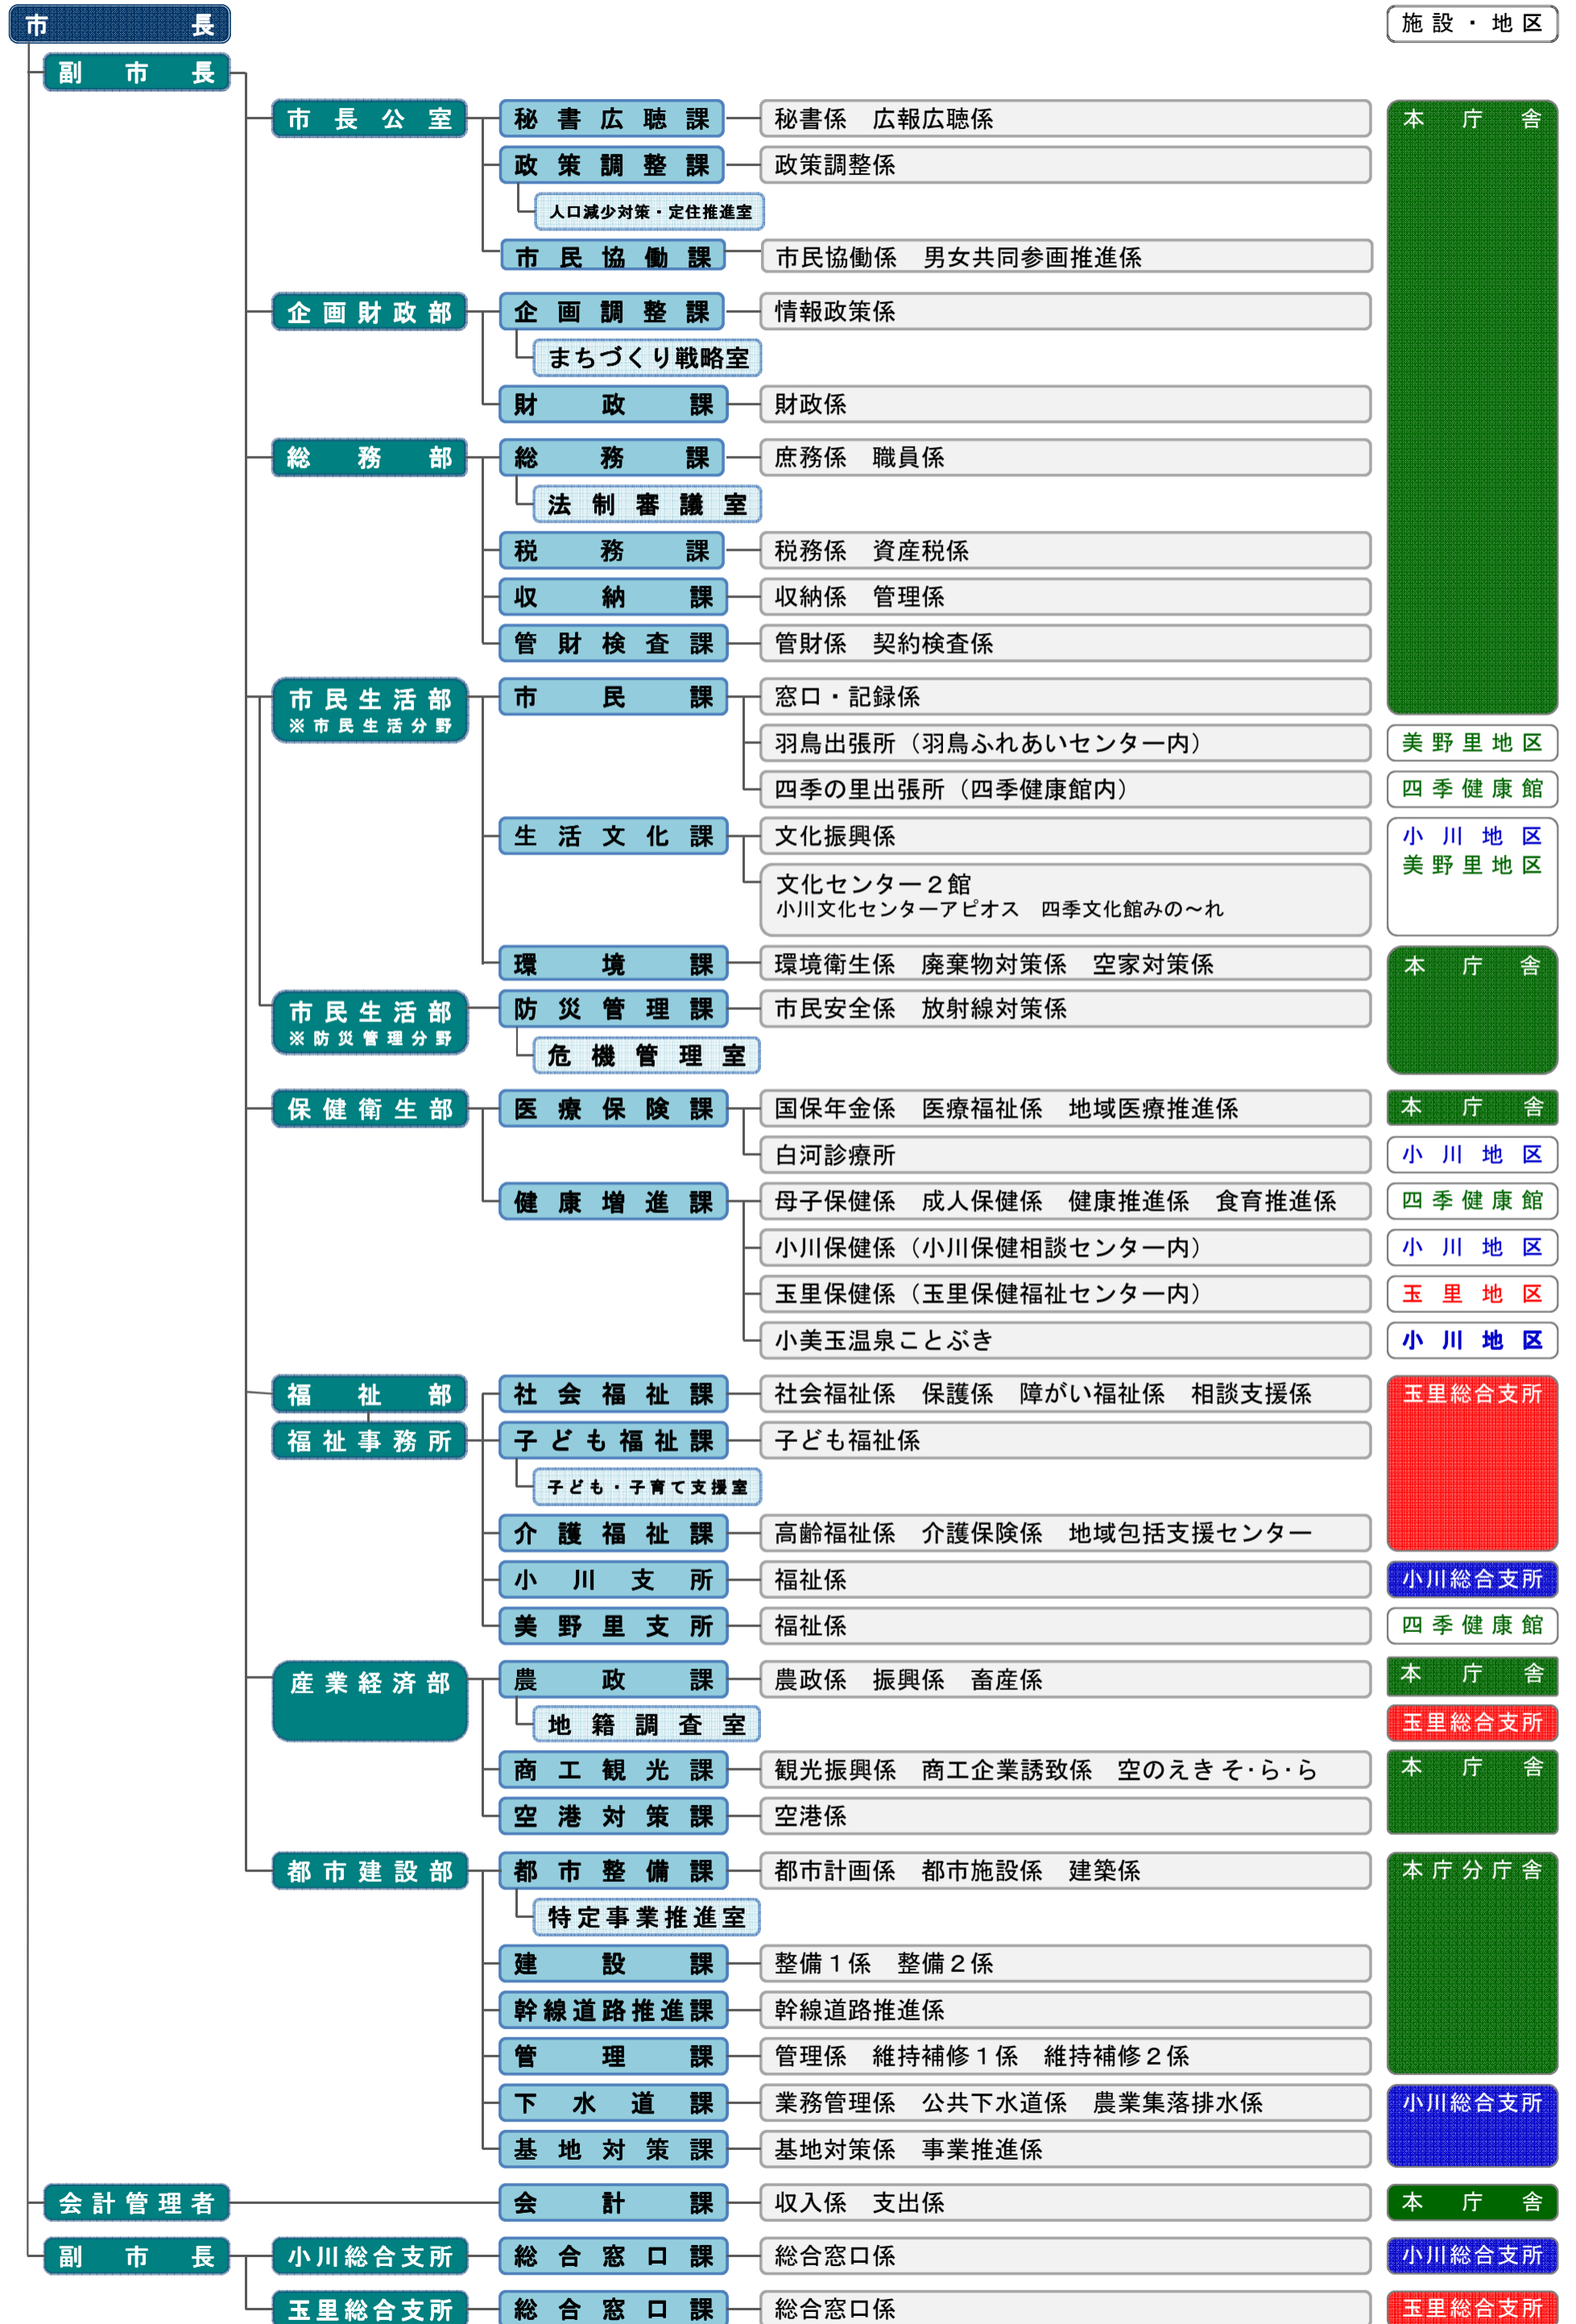 市長 施設・地区
副市長
市長公室 秘書広聴課 秘書係 広報広聴係 本庁舎
政策調整課 政策調整係
人口減少対策・定住推進室
市民協働課 市民協働係 男女共同参画推進係
企画財政部 企画調整課 情報政策係
まちづくり戦略室
財政課 財政係
総務部 総務課 庶務係 職員係
法制審議室
税務課 税務係 資産税係
収納課 収納係 管理係
管財検査課 管財係 契約検査係
市民生活部 市民課 窓口・記録係
※市民生活分野
羽鳥出張所（羽鳥ふれあいセンター内） 美野里地区
四季の里出張所（四季健康館内） 四季健康館
生活文化課 文化振興係 小川地区
美野里地区
文化センター２館
小川文化センターアピオス 四季文化館みの～れ
環境課 環境衛生係 廃棄物対策係 空家対策係 本庁舎
市民生活部 防災管理課 市民安全係 放射線対策係
※防災管理分野
危機管理室
保健衛生部 医療保険課 国保年金係 医療福祉係 地域医療推進係 本庁舎
白河診療所 小川地区
健康増進課 母子保健係 成人保健係 健康推進係 食育推進係 四季健康館
小川保健係（小川保健相談センター内） 小川地区
玉里保健係（玉里保健福祉センター内） 玉里地区
小美玉温泉ことぶき 小川地区
福祉部 社会福祉課 社会福祉係 保護係 障がい福祉係 相談支援係 玉里総合支所
福祉事務所 子ども福祉課 子ども福祉係
子ども・子育て支援室
介護福祉課 高齢福祉係 介護保険係 地域包括支援センター
小川支所 福祉係 小川総合支所
美野里支所 福祉係 四季健康館
産業経済部 農政課 農政係 振興係 畜産係 本庁舎
地籍調査室 玉里総合支所
商工観光課 観光振興係 商工企業誘致係 空のえき そ・ら・ら 本庁舎
空港対策課 空港係
都市建設部 都市整備課 都市計画係 都市施設係 建築係 本庁分庁舎
特定事業推進室
建設課 整備１係 整備２係
幹線道路推進課 幹線道路推進係
管理課 管理係 維持補修１係 維持補修２係
下水道課 業務管理係 公共下水道係 農業集落排水係 小川総合支所
基地対策課 基地対策係 事業推進係
会計管理者 会計課 収入係 支出係 本庁舎
副市長 小川総合支所 総合窓口課 総合窓口係 小川総合支所
玉里総合支所 総合窓口課 総合窓口係 玉里総合支所